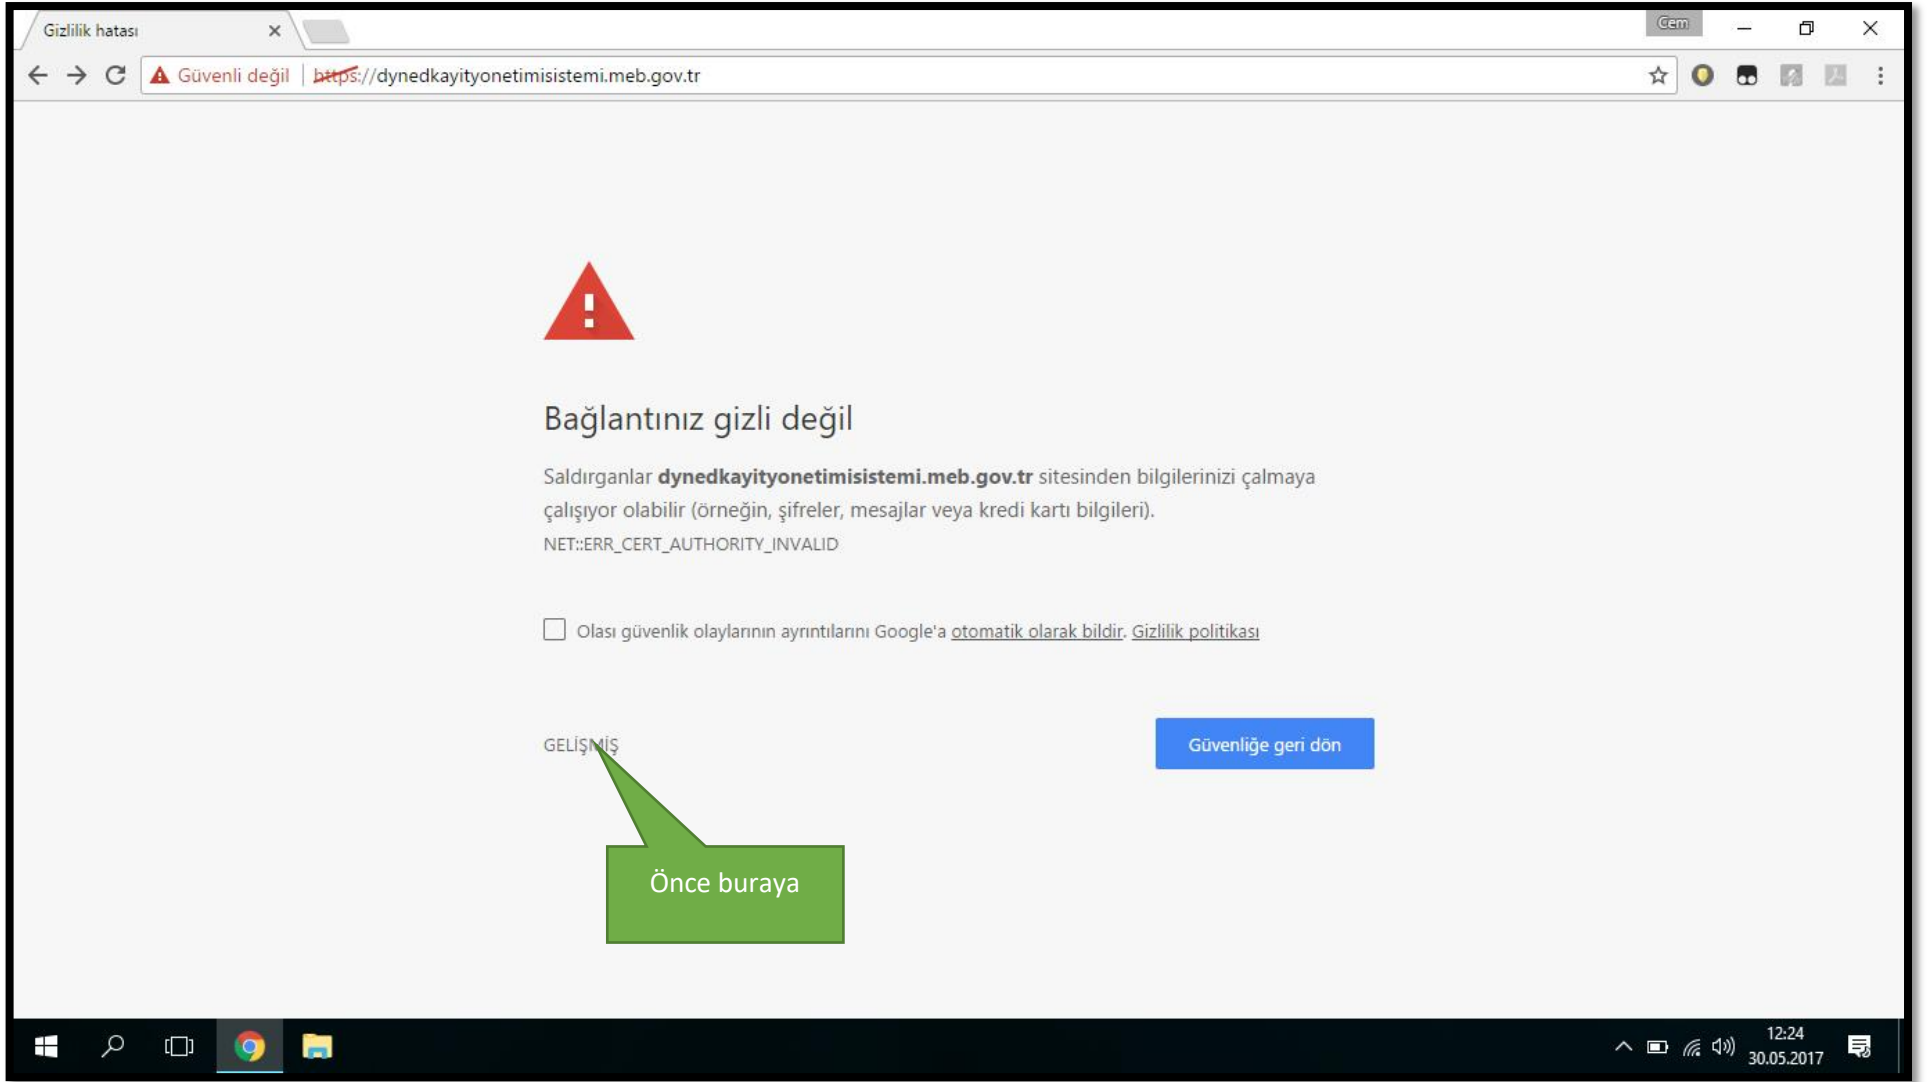 Gizlilik hatası
Cem
Güvenli değil | https://dynedkayityonetimisistemi.meb.gov.tr
Bağlantınız gizli değil
Saldırganlar dynedkayityonetimisistemi.meb.gov.tr sitesinden bilgilerinizi çalmaya
çalışıyor olabilir (örneğin, şifreler, mesajlar veya kredi kartı bilgileri).
NET::ERR_CERT_AUTHORITY_INVALID
Olası güvenlik olaylarının ayrıntılarını Google'a otomatik olarak bildir. Gizlilik politikası
GELİŞMİŞ
Güvenliğe geri dön
Önce buraya
12:24
30.05.2017